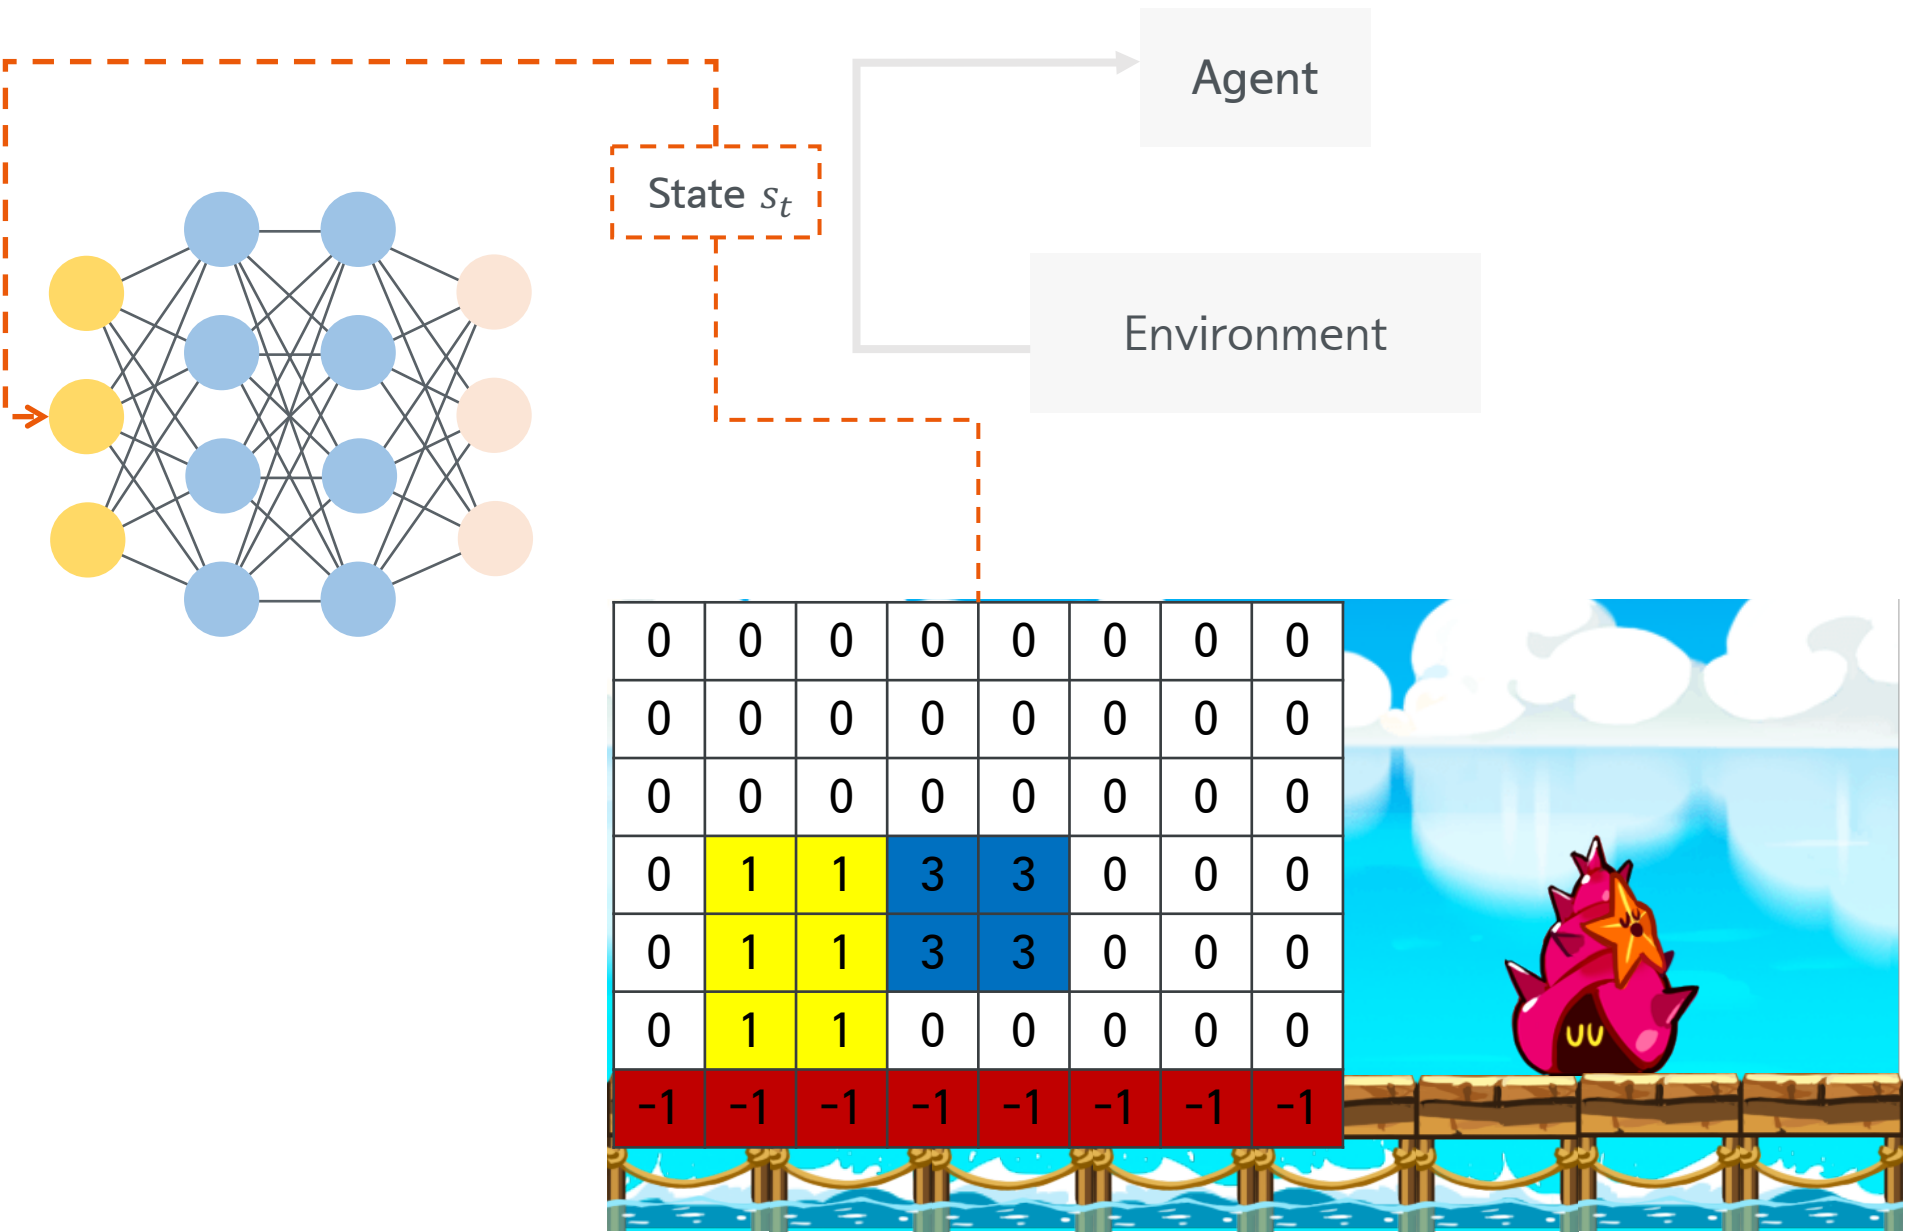 Agent
State s_t
Environment
0 0 0 0 0 0 0 0
0 0 0 0 0 0 0 0
0 0 0 0 0 0 0 0
0 1 1 3 3 0 0 0
0 1 1 3 3 0 0 0
0 1 1 0 0 0 0 0
-1 -1 -1 -1 -1 -1 -1 -1